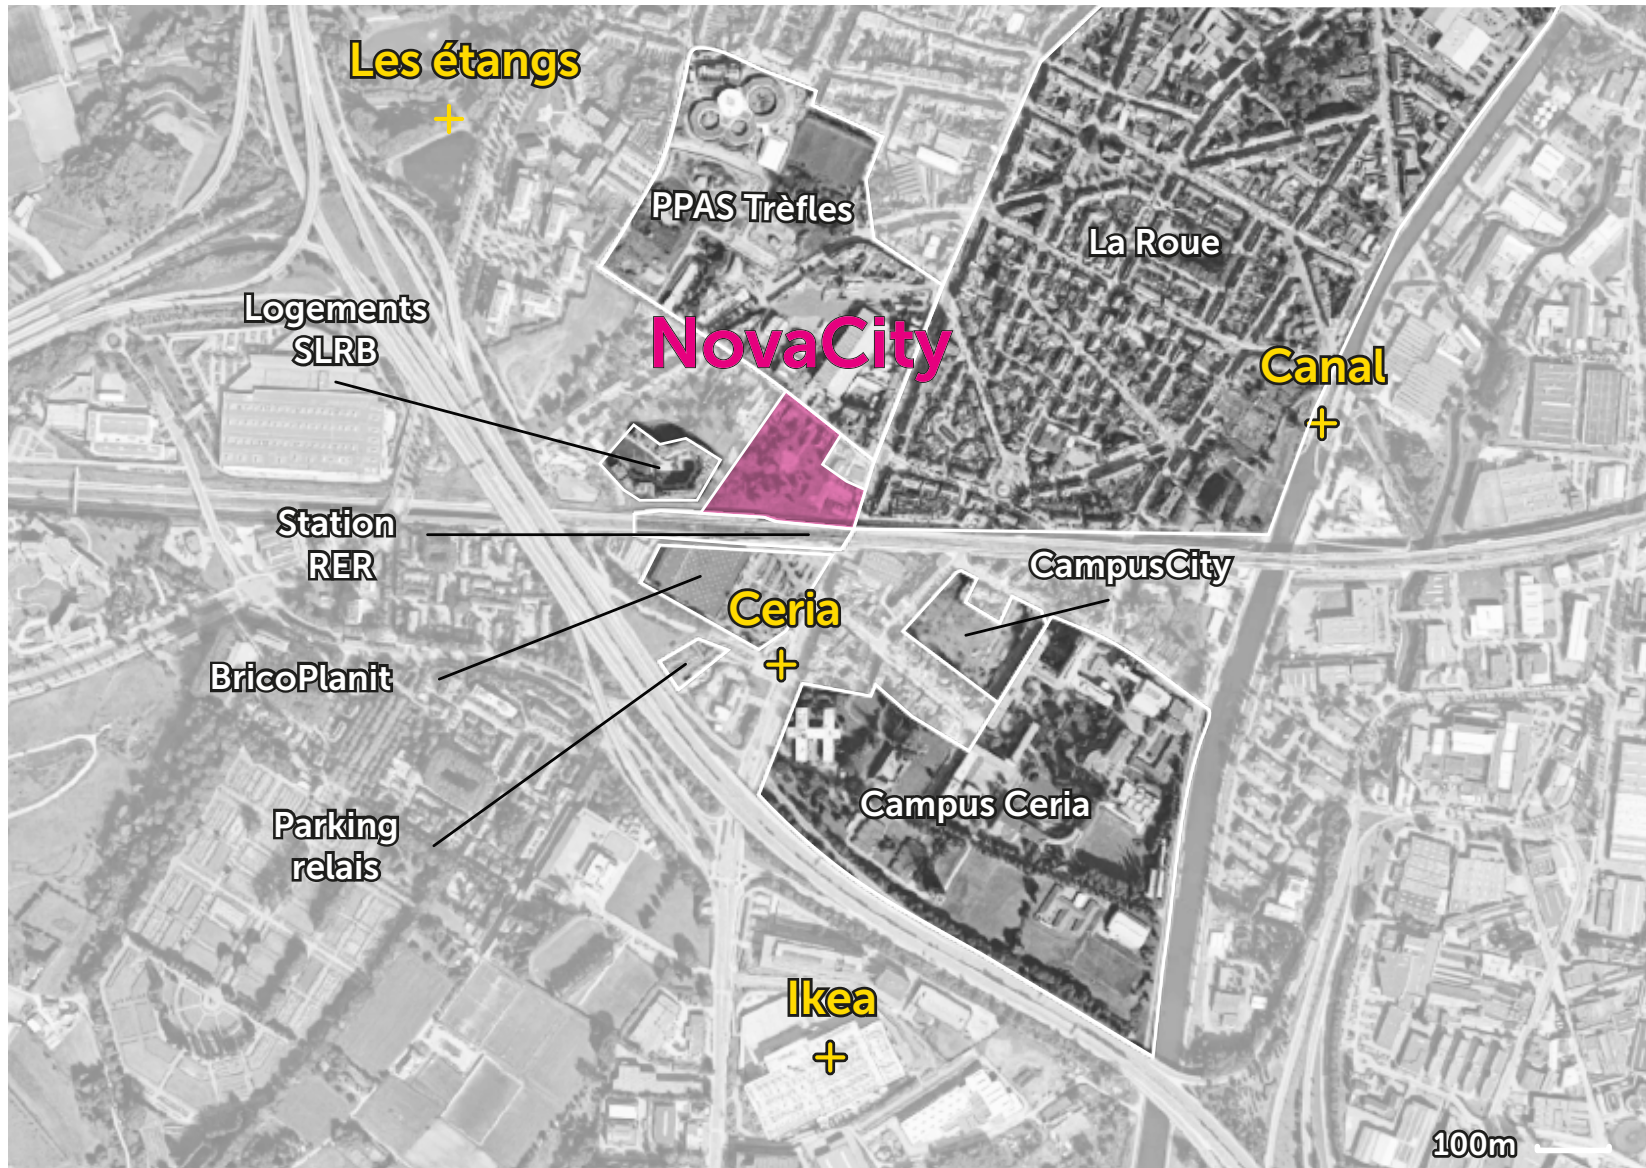 Les étangs
PPAS Trèfles
La Roue
Logements
SLRB
NovaCity
Canal
Station
RER
CampusCity
Ceria
BricoPlanit
Campus Ceria
Parking
relais
Ikea
100m